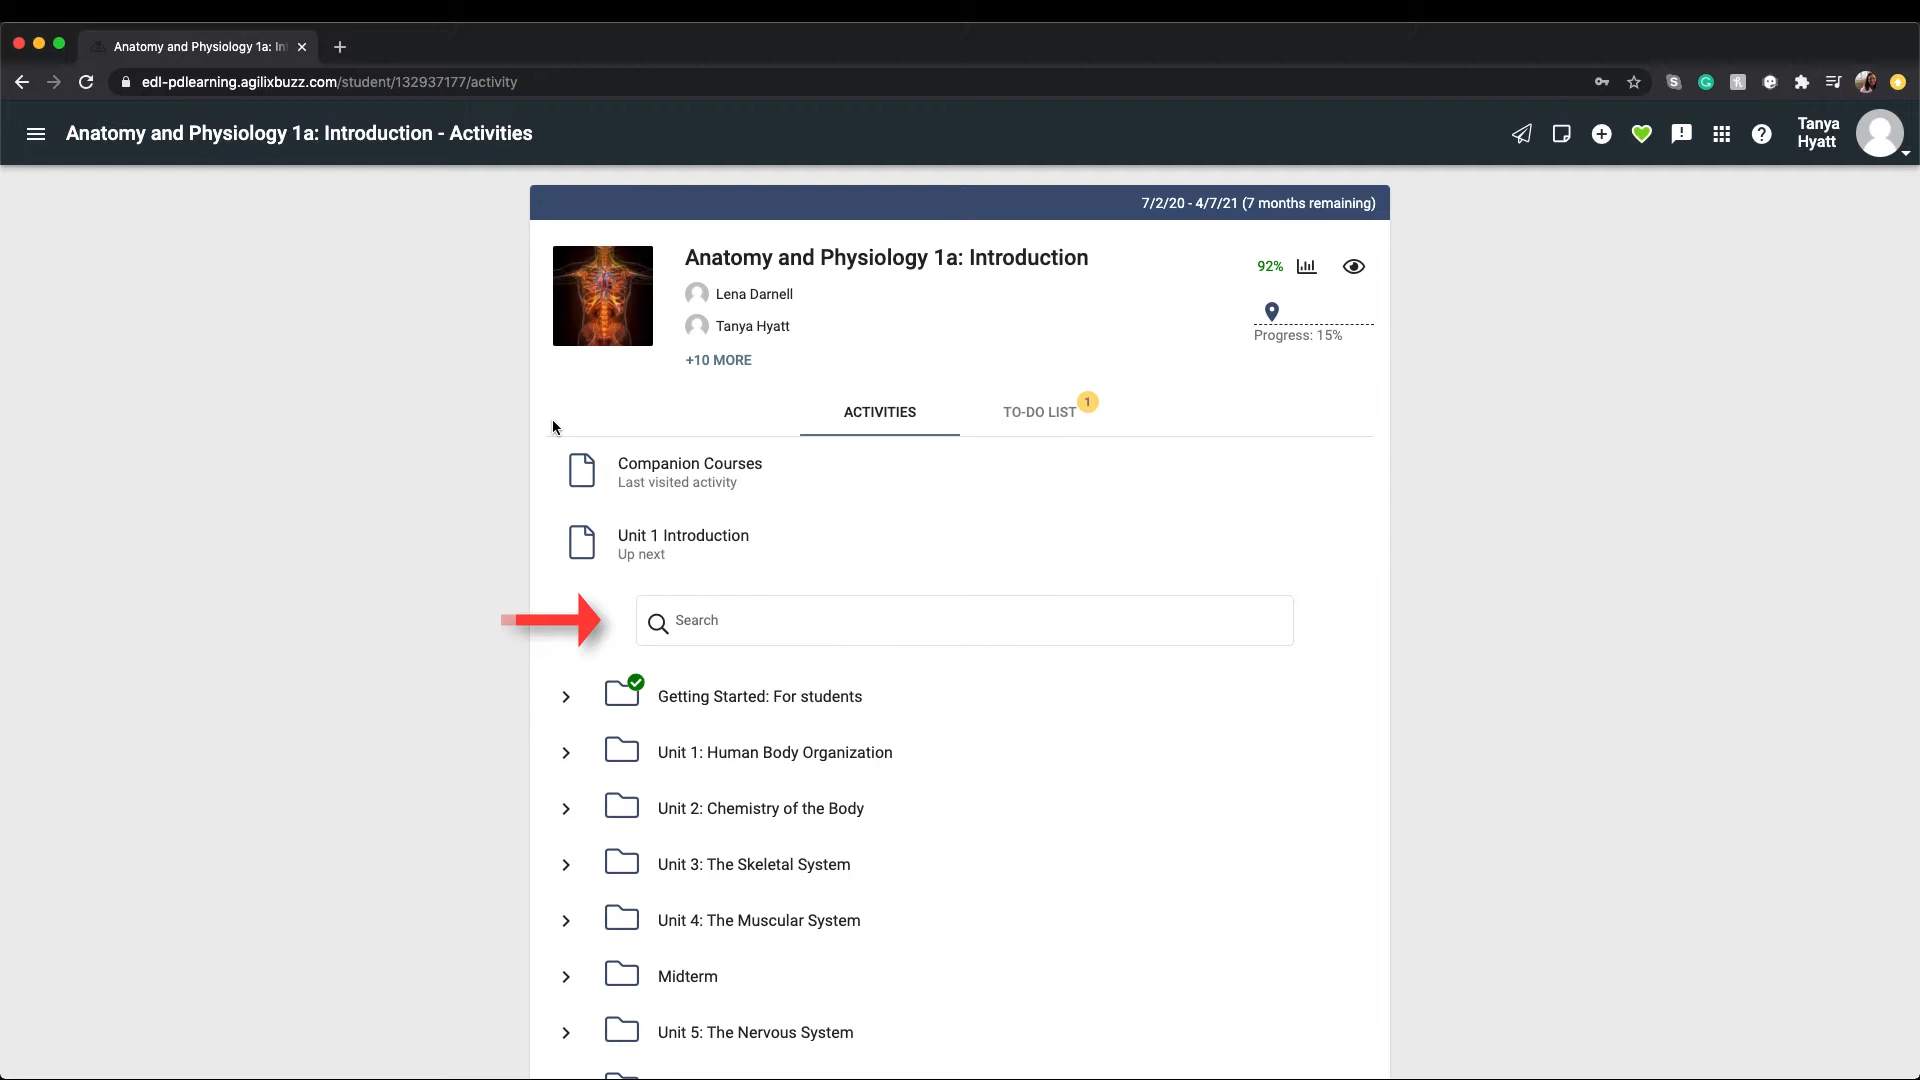 Anatomy and Physiology 1a: In
edl-pdlearning.agilixbuzz.com/student/132937177/activity
Anatomy and Physiology 1a: Introduction - Activities
Tanya
Hyatt
7/2/20 - 4/7/21 (7 months remaining)
Anatomy and Physiology 1a: Introduction
92%
Lena Darnell
Tanya Hyatt
Progress: 15%
+10 MORE
ACTIVITIES
TO-DO LIST
1
Companion Courses
Last visited activity
Unit 1 Introduction
Up next
Search
Getting Started: For students
Unit 1: Human Body Organization
Unit 2: Chemistry of the Body
Unit 3: The Skeletal System
Unit 4: The Muscular System
Midterm
Unit 5: The Nervous System